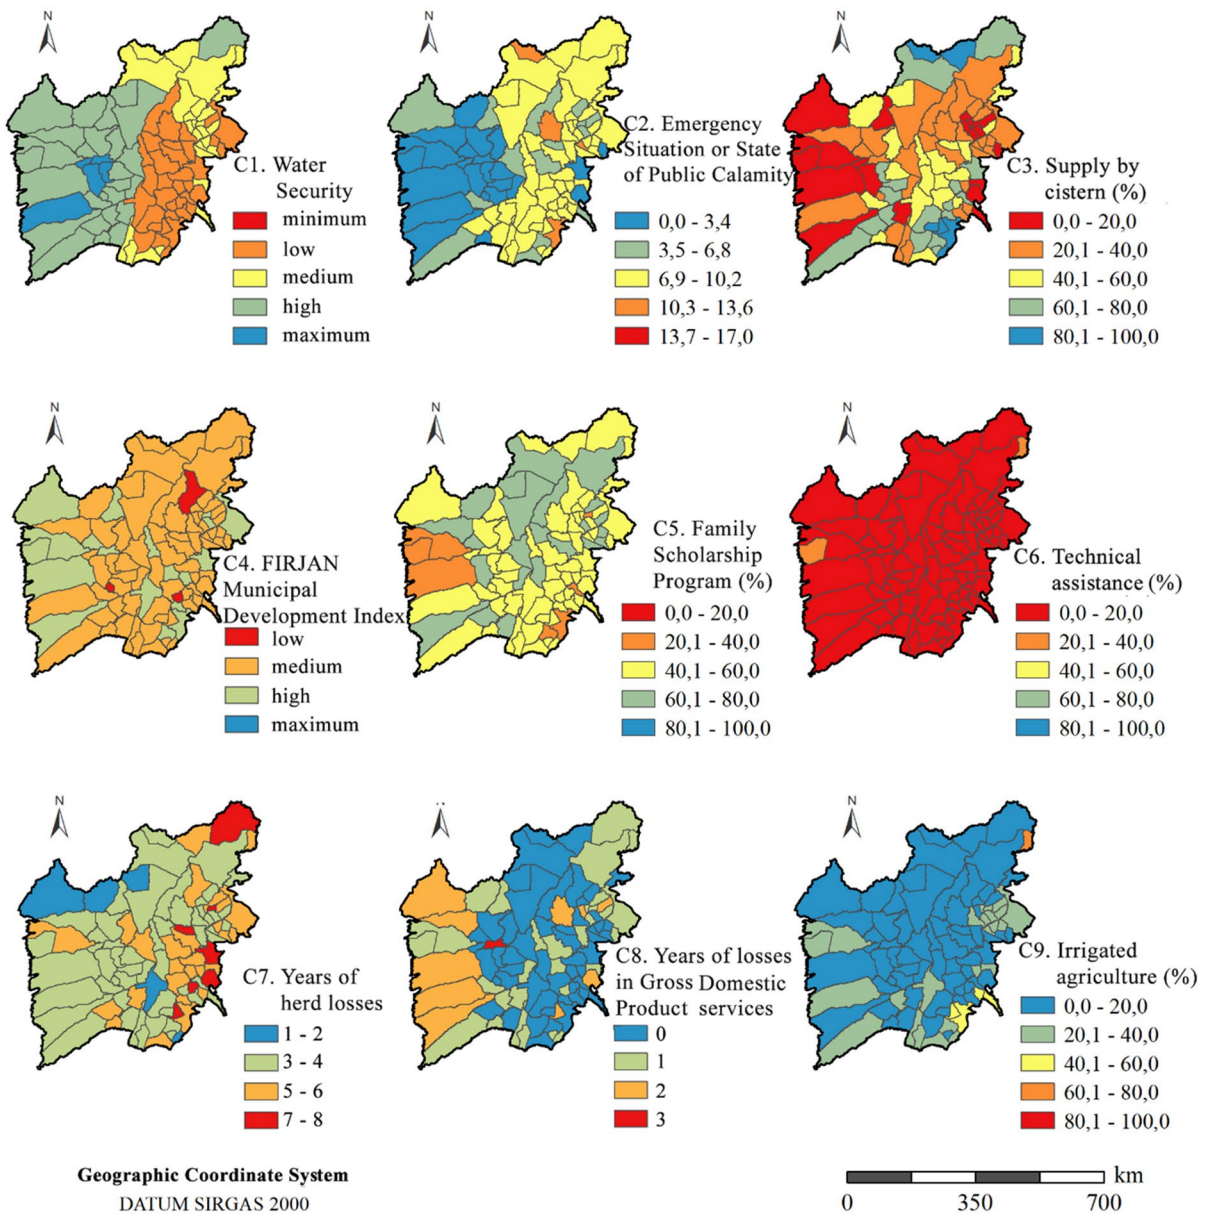 N
N
N
C1. Water
Security
minimum
low
medium
high
maximum
C2. Emergency
Situation or State
of Public Calamity
0,0 - 3,4
3,5 - 6,8
6,9 - 10,2
10,3 - 13,6
13,7 - 17,0
C3. Supply by
cistern (%)
0,0 - 20,0
20,1 - 40,0
40,1 - 60,0
60,1 - 80,0
80,1 - 100,0
N
N
N
C4. FIRJAN
Municipal
Development Index
low
medium
high
maximum
C5. Family
Scholarship
Program (%)
0,0 - 20,0
20,1 - 40,0
40,1 - 60,0
60,1 - 80,0
80,1 - 100,0
C6. Technical
assistance (%)
0,0 - 20,0
20,1 - 40,0
40,1 - 60,0
60,1 - 80,0
80,1 - 100,0
N
N
C7. Years of
herd losses
1 - 2
3 - 4
5 - 6
7 - 8
C8. Years of losses
in Gross Domestic
Product services
0
1
2
3
C9. Irrigated
agriculture (%)
0,0 - 20,0
20,1 - 40,0
40,1 - 60,0
60,1 - 80,0
80,1 - 100,0
Geographic Coordinate System
DATUM SIRGAS 2000
km
0 350 700